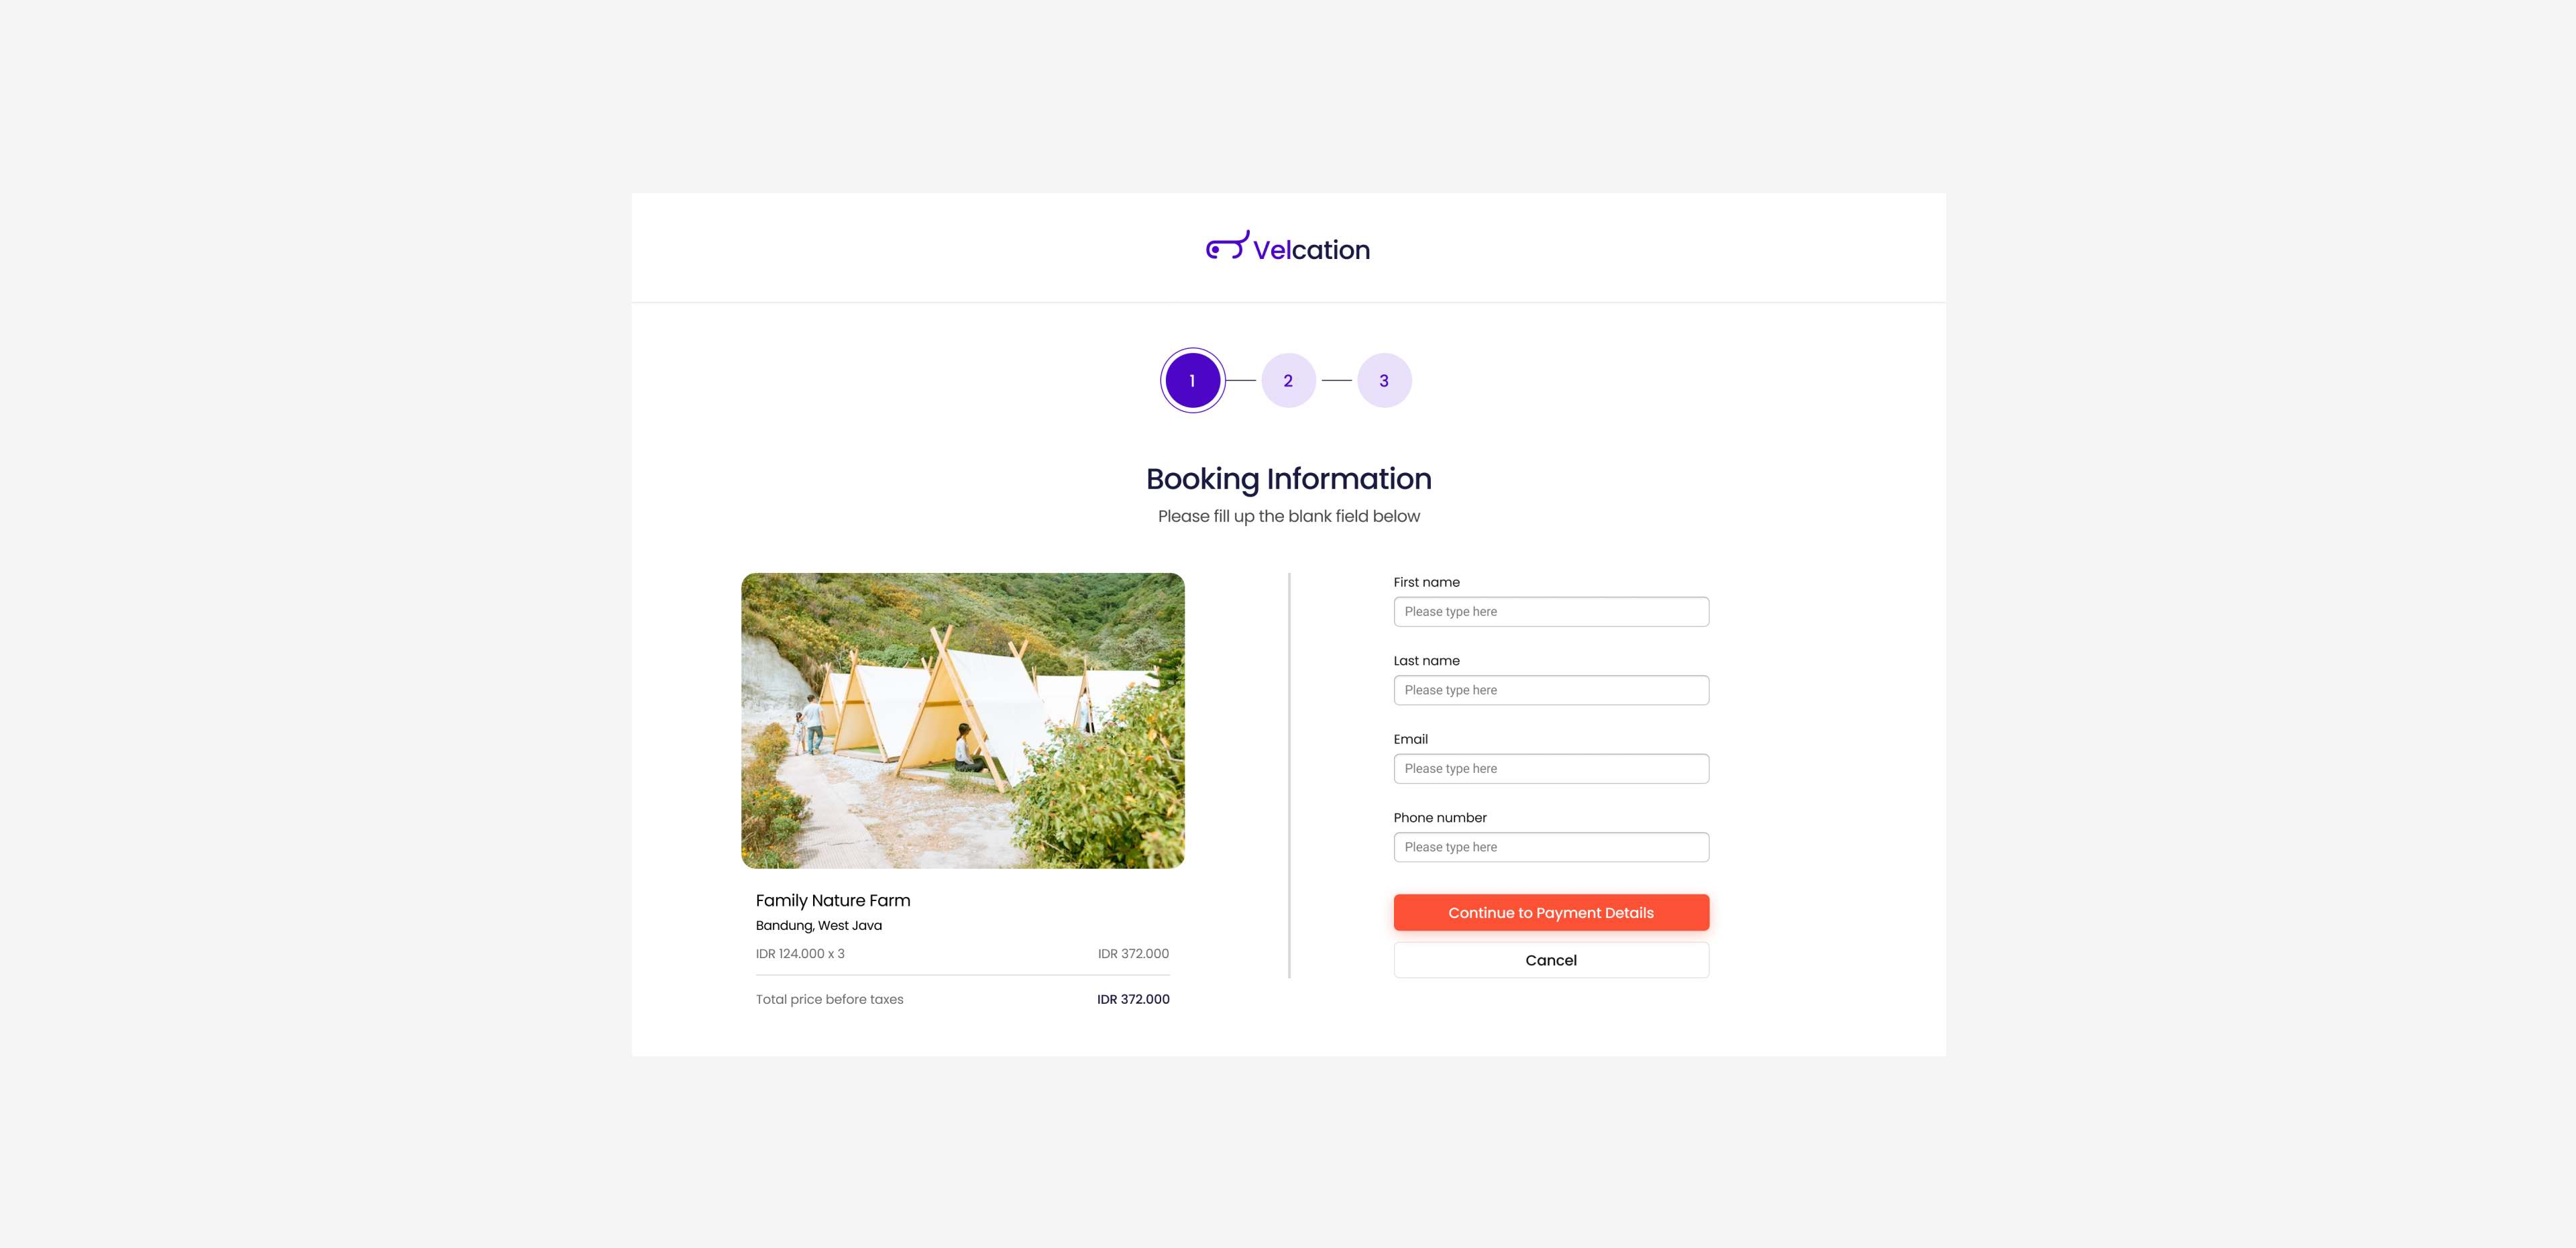 Velcation
1
2
3
Booking Information
Please fill up the blank field below
Family Nature Farm
Bandung, West Java
IDR 124.000 x 3
IDR 372.000
Total price before taxes
IDR 372.000
First name
Please type here
Last name
Please type here
Email
Please type here
Phone number
Please type here
Continue to Payment Details
Cancel